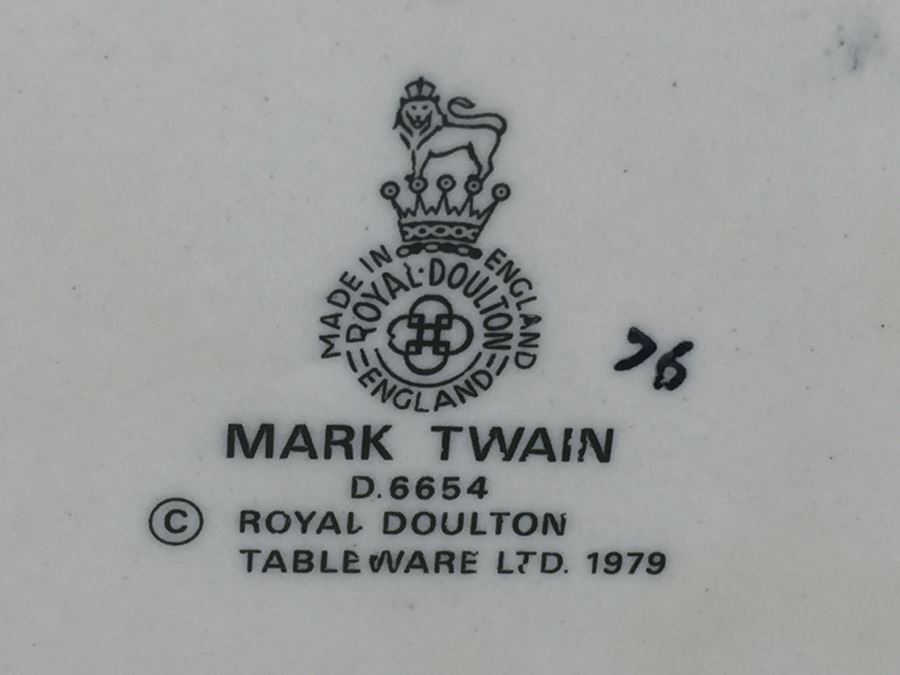 MADE IN ENGLAND
ROYAL·DOULTON
ENGLAND
76
MARK TWAIN
D.6654
© ROYAL DOULTON
TABLEWARE LTD. 1979